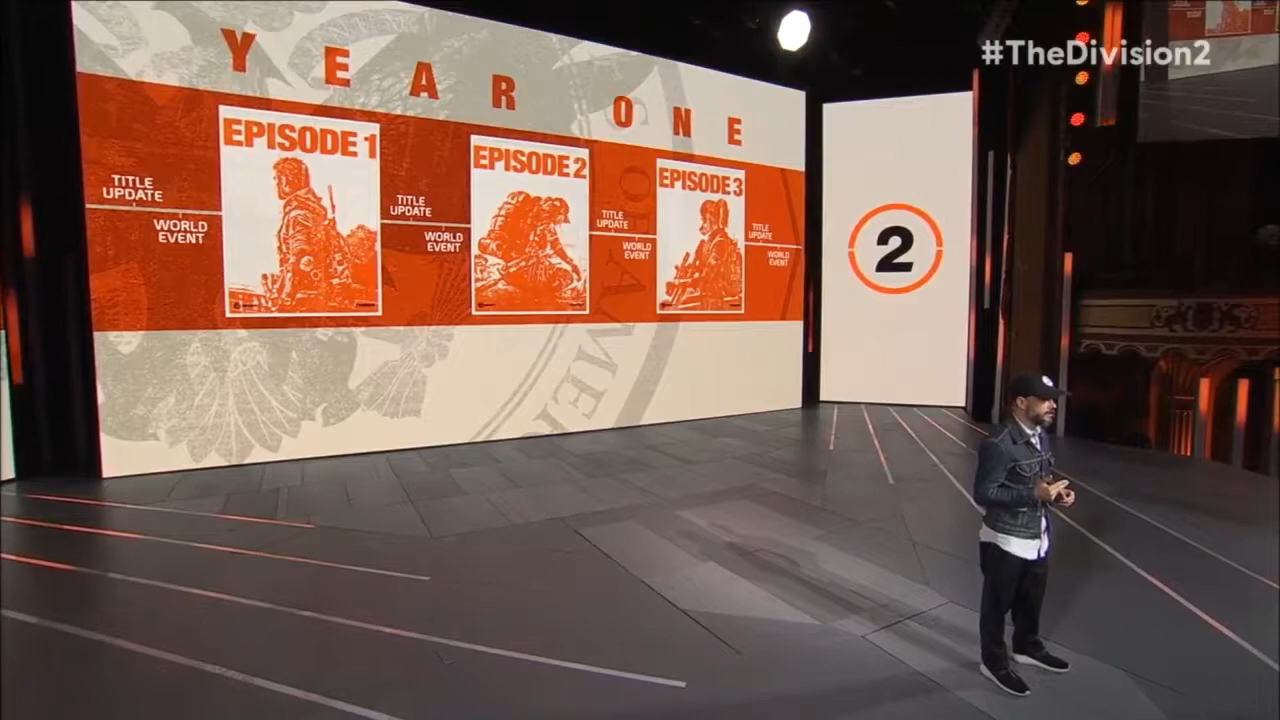 #TheDivision2
YEAR ONE
EPISODE 1
EPISODE 2
EPISODE 3
TITLE
UPDATE
WORLD
EVENT
TITLE
UPDATE
WORLD
EVENT
TITLE
UPDATE
WORLD
EVENT
TITLE
UPDATE
WORLD
EVENT
2